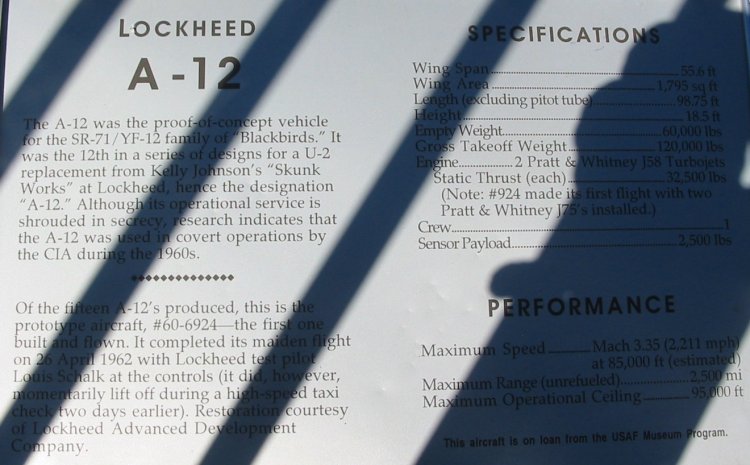 LOCKHEED
A-12
The A-12 was the proof-of-concept vehicle
for the SR-71/YF-12 family of "Blackbirds." It
was the 12th in a series of designs for a U-2
replacement from Kelly Johnson's "Skunk
Works" at Lockheed, hence the designation
"A-12." Although its operational service is
shrouded in secrecy, research indicates that
the A-12 was used in covert operations by
the CIA during the 1960s.
Of the fifteen A-12's produced, this is the
prototype aircraft, #60-6924—the first one
built and flown. It completed its maiden flight
on 26 April 1962 with Lockheed test pilot
Louis Schalk at the controls (it did, however,
momentarily lift off during a high-speed taxi
check two days earlier). Restoration courtesy
of Lockheed Advanced Development
Company.
SPECIFICATIONS
Wing Span 55.6 ft
Wing Area 1,795 sq ft
Length (excluding pitot tube) 98.75 ft
Height 18.5 ft
Empty Weight 60,000 lbs
Gross Takeoff Weight 120,000 lbs
Engine 2 Pratt & Whitney J58 Turbojets
Static Thrust (each) 32,500 lbs
(Note: #924 made its first flight with two
Pratt & Whitney J75's installed.)
Crew 1
Sensor Payload 2,500 lbs
PERFORMANCE
Maximum Speed Mach 3.35 (2,211 mph)
at 85,000 ft (estimated)
Maximum Range (unrefueled) 2,500 mi
Maximum Operational Ceiling 95,000 ft
This aircraft is on loan from the USAF Museum Program.